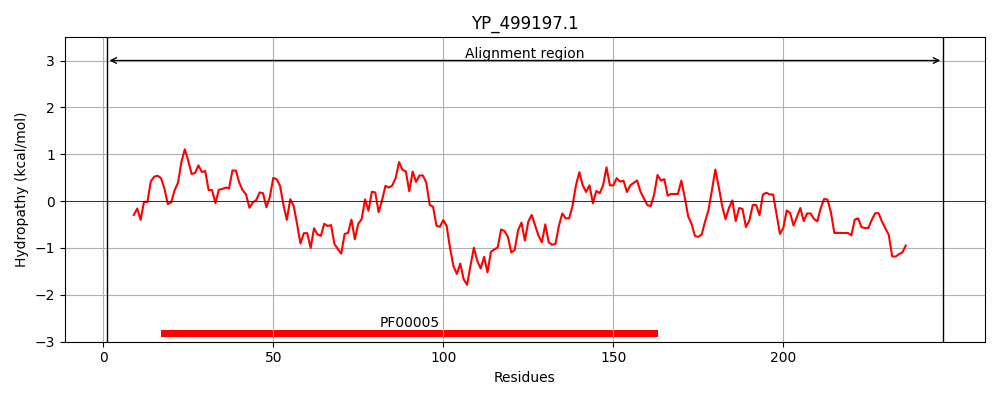 YP_499197.1
Alignment region
3
2
1
0
−1
−2
−3
Hydropathy (kcal/mol)
PF00005
0 50 100 150 200
Residues